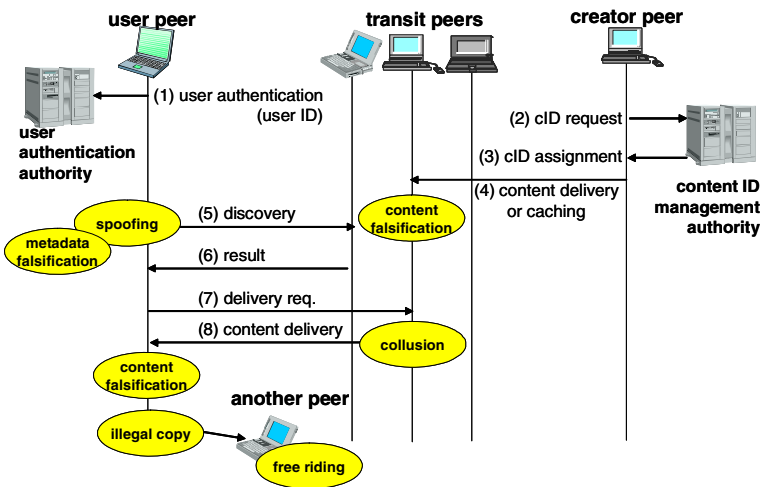 user peer
transit peers
creator peer
(1) user authentication
(user ID)
user
authentication
authority
(2) cID request
(3) cID assignment
(4) content delivery
or caching
content ID
management
authority
spoofing
metadata
falsification
(5) discovery
content
falsification
(6) result
(7) delivery req.
(8) content delivery
collusion
content
falsification
another peer
illegal copy
free riding